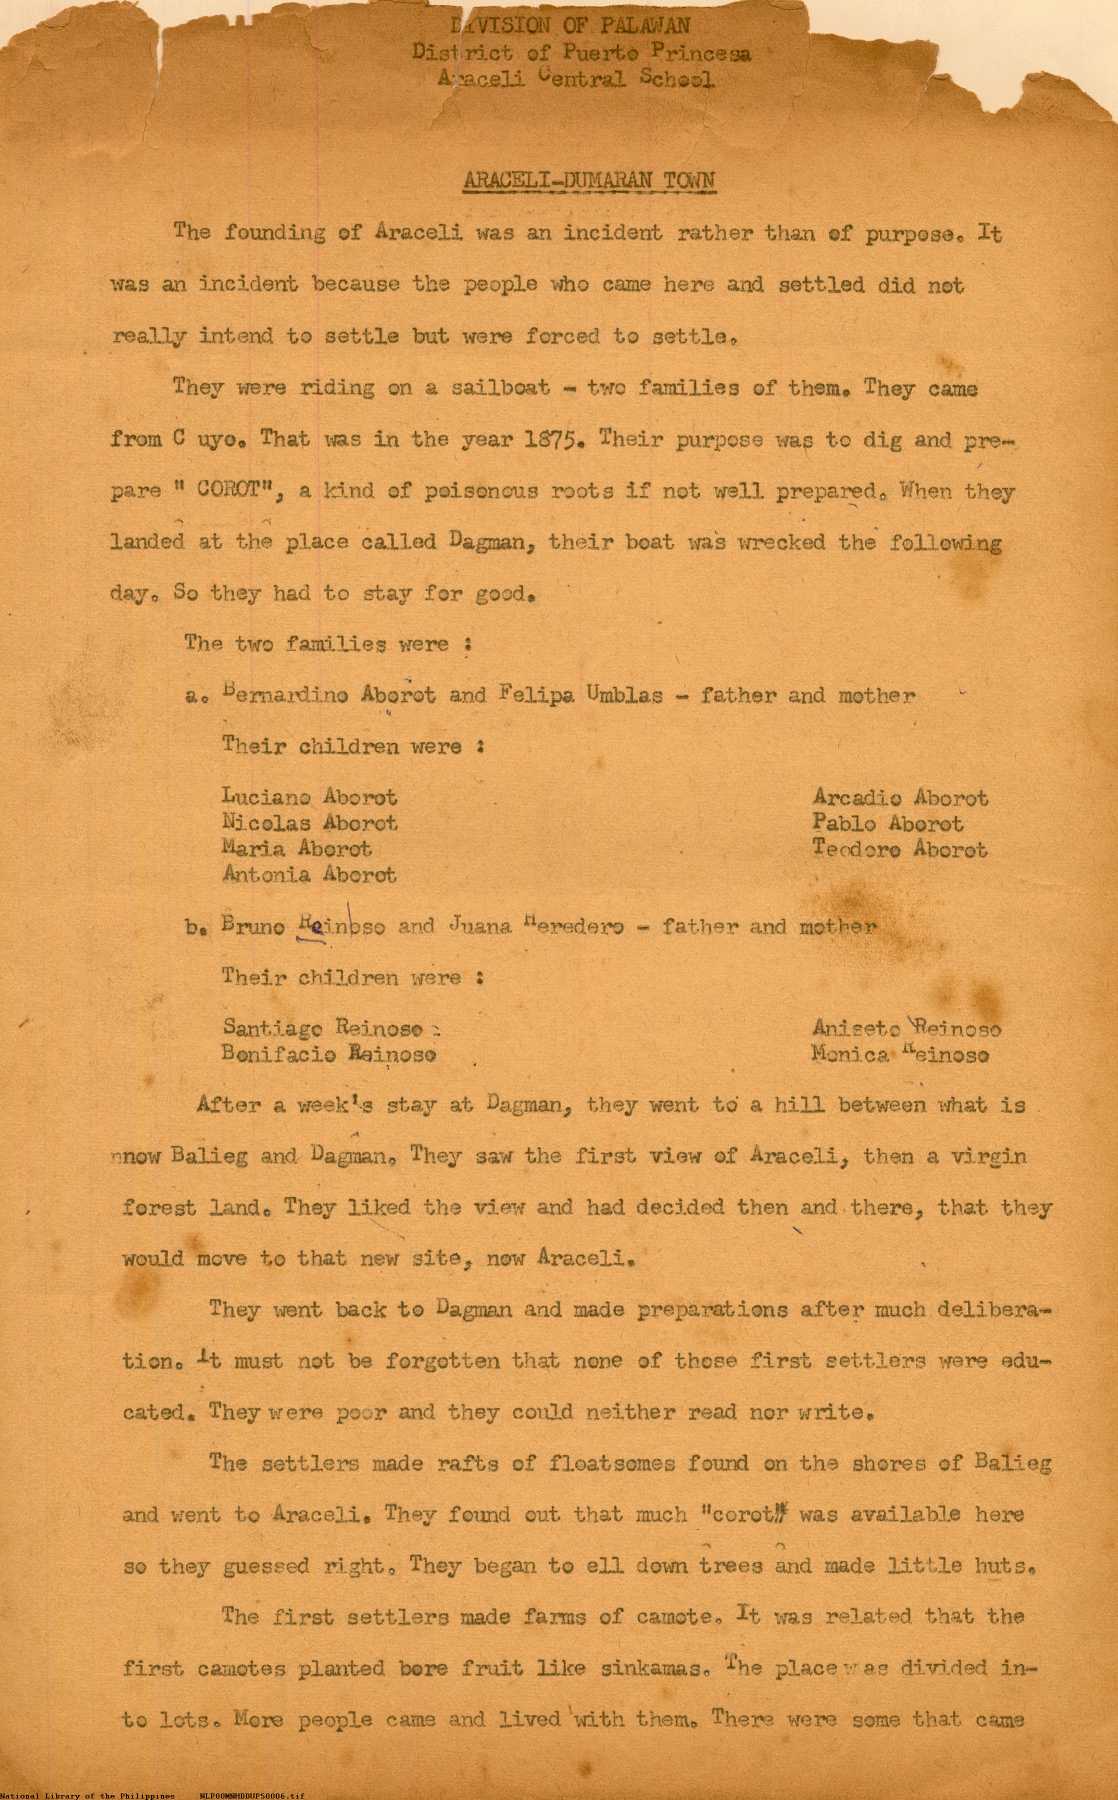 DIVISION OF PALAWAN
District of Puerto Princesa
Araceli Central School
ARACELI-DUMARAN TOWN
The founding of Araceli was an incident rather than of purpose. It
was an incident because the people who came here and settled did not
really intend to settle but were forced to settle.
They were riding on a sailboat - two families of them. They came
from C uyo. That was in the year 1875. Their purpose was to dig and pre-
pare " COROT", a kind of poisonous roots if not well prepared. When they
landed at the place called Dagman, their boat was wrecked the following
day. So they had to stay for good.
The two families were :
a. Bernardino Aborot and Felipa Umblas - father and mother
Their children were :
Luciano Aborot Arcadio Aborot
Nicolas Aborot Pablo Aborot
Maria Aborot Teodoro Aborot
Antonia Aborot
b. Bruno Reinoso and Juana Heredero - father and mother
Their children were :
Santiago Reinoso Aniseto Reinoso
Bonifacio Reinoso Monica Reinoso
After a week's stay at Dagman, they went to a hill between what is
nnow Balieg and Dagman. They saw the first view of Araceli, then a virgin
forest land. They liked the view and had decided then and there, that they
would move to that new site, now Araceli.
They went back to Dagman and made preparations after much delibera-
tion. It must not be forgotten that none of those first settlers were edu-
cated. They were poor and they could neither read nor write.
The settlers made rafts of floatsomes found on the shores of Balieg
and went to Araceli. They found out that much "corot" was available here
so they guessed right. They began to ell down trees and made little huts.
The first settlers made farms of camote. It was related that the
first camotes planted bore fruit like sinkamas. The place was divided in-
to lots. More people came and lived with them. There were some that came
National Library of the Philippines NLP00MNHDDUPS0006.tif